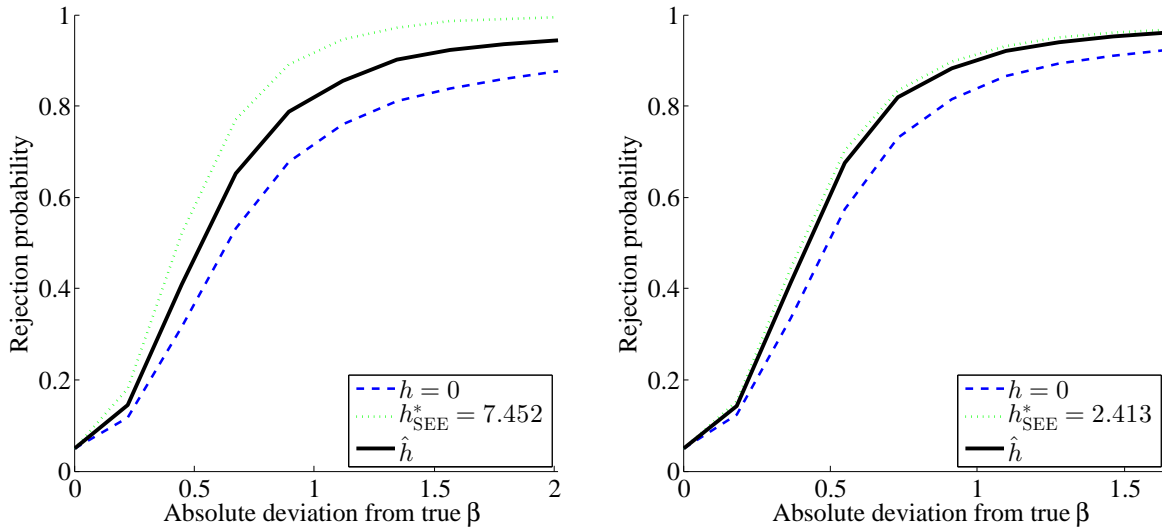 1
0.8
0.6
0.4
0.2
0
Rejection probability
0 0.5 1 1.5 2
Absolute deviation from true β
h = 0
h*SEE = 7.452
ĥ
1
0.8
0.6
0.4
0.2
0
Rejection probability
0 0.5 1 1.5
Absolute deviation from true β
h = 0
h*SEE = 2.413
ĥ